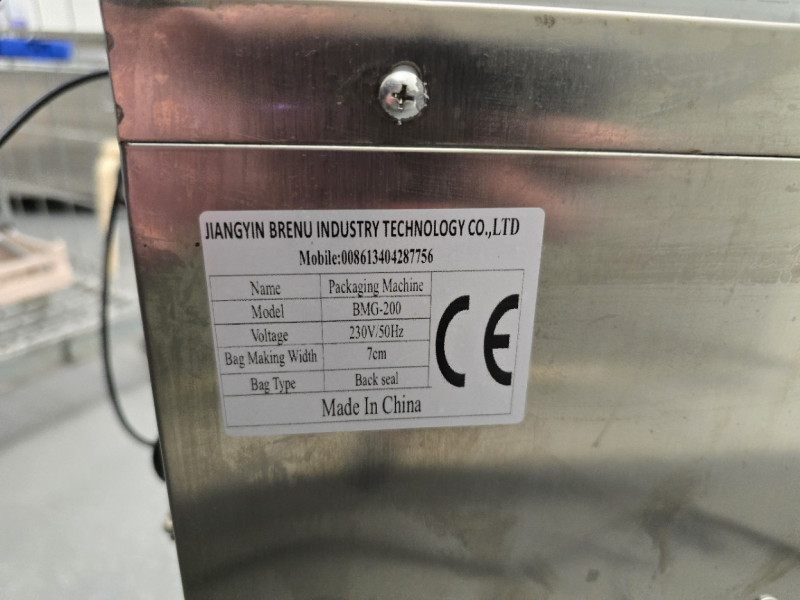 JIANGYIN BRENU INDUSTRY TECHNOLOGY CO.,LTD
Mobile:008613404287756
Name Packaging Machine
Model BMG-200
Voltage 230V/50Hz
Bag Making Width 7cm
Bag Type Back seal
CE
Made In China